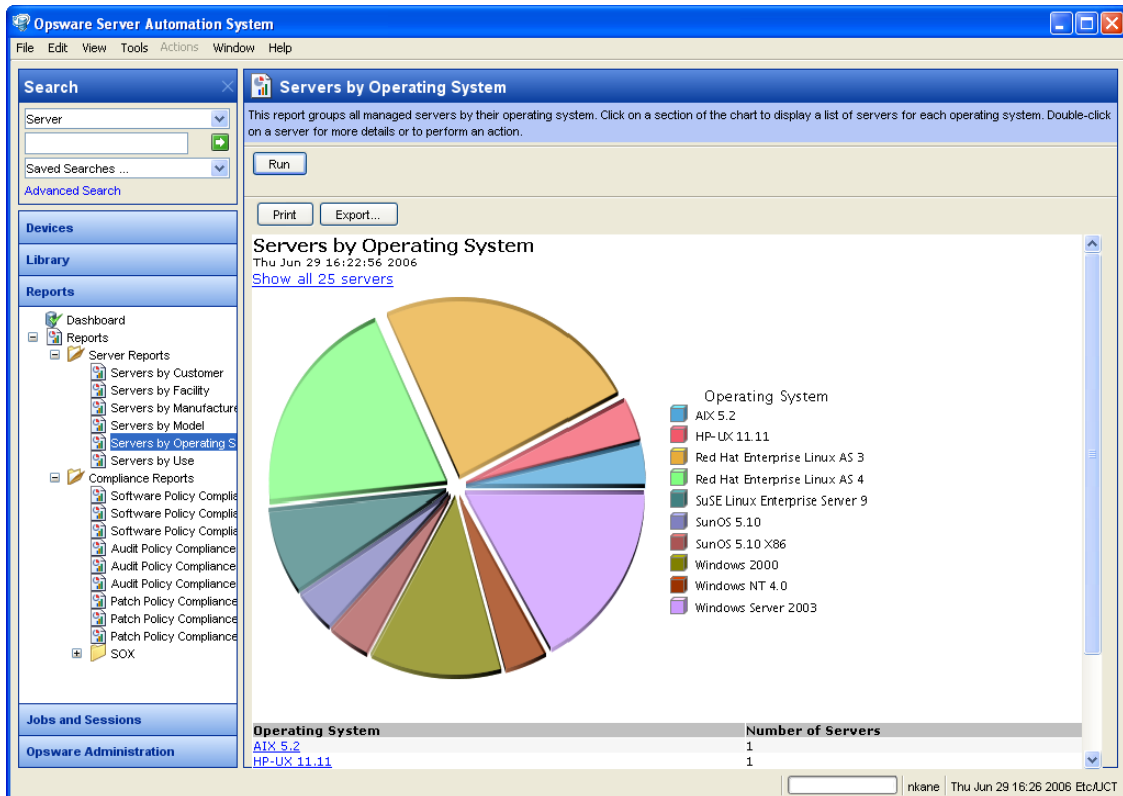 Opsware Server Automation System
File Edit View Tools Actions Window Help
Search
Server
Saved Searches ...
Advanced Search
Devices
Library
Reports
Dashboard
Reports
Server Reports
Servers by Customer
Servers by Facility
Servers by Manufacture
Servers by Model
Servers by Operating S
Servers by Use
Compliance Reports
Software Policy Complia
Software Policy Complia
Software Policy Complia
Audit Policy Compliance
Audit Policy Compliance
Audit Policy Compliance
Patch Policy Compliance
Patch Policy Compliance
Patch Policy Compliance
SOX
Jobs and Sessions
Opsware Administration
Servers by Operating System
This report groups all managed servers by their operating system. Click on a section of the chart to display a list of servers for each operating system. Double-click
on a server for more details or to perform an action.
Run
Print Export...
Servers by Operating System
Thu Jun 29 16:22:56 2006
Show all 25 servers
Operating System
AIX 5.2
HP-UX 11.11
Red Hat Enterprise Linux AS 3
Red Hat Enterprise Linux AS 4
SuSE Linux Enterprise Server 9
SunOS 5.10
SunOS 5.10 X86
Windows 2000
Windows NT 4.0
Windows Server 2003
Operating System Number of Servers
AIX 5.2 1
HP-UX 11.11 1
nkane Thu Jun 29 16:26 2006 Etc/UCT